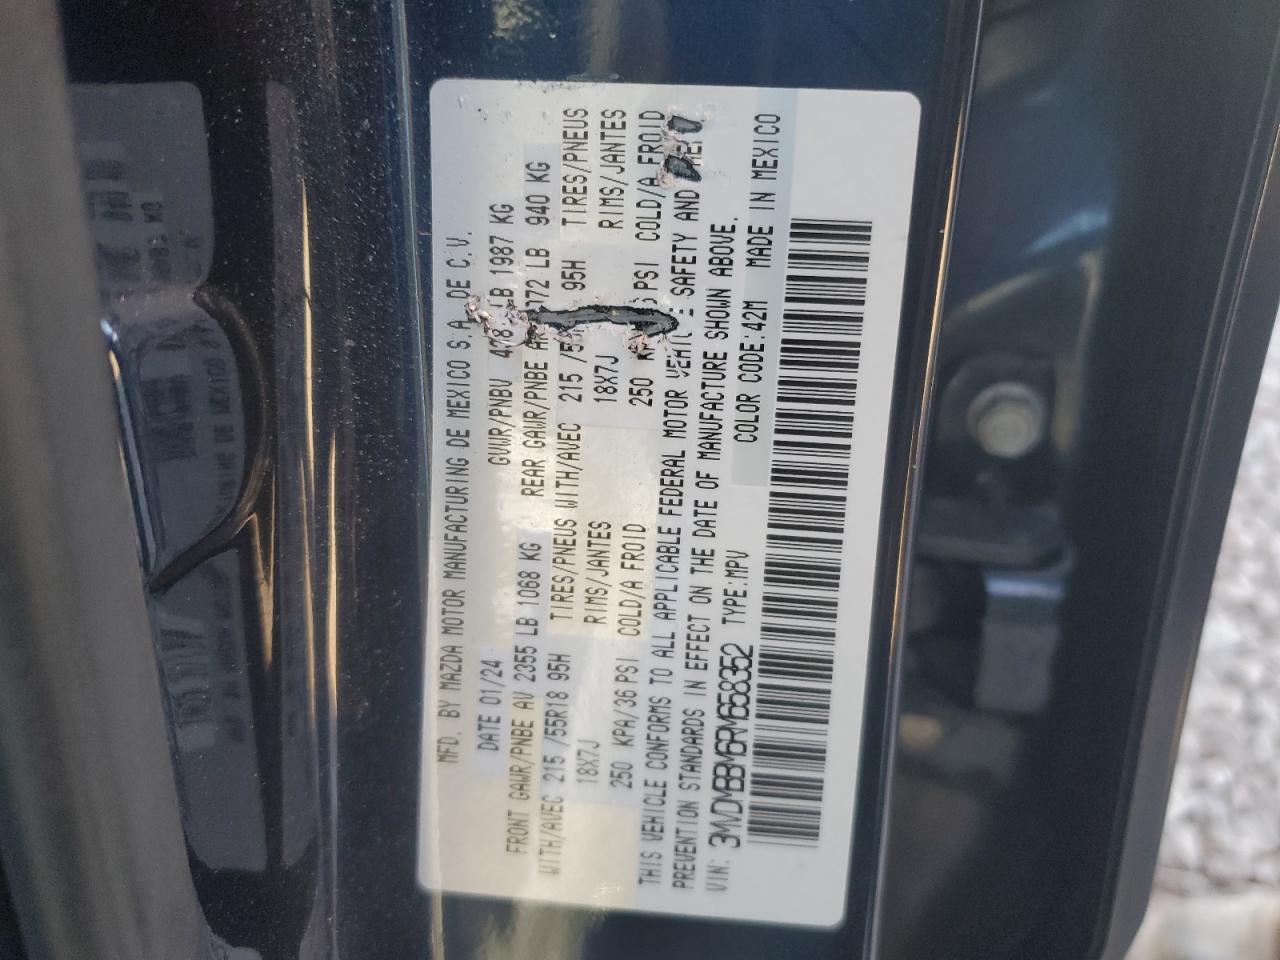 MFD. BY MAZDA MOTOR MANUFACTURING DE MEXICO S.A. DE C.V.
DATE 01/24 GVWR/PNBV LB 1987 KG
FRONT GAWR/PNBE AV 2355 LB 1068 KG REAR GAWR/PNBE LB 940 KG
WITH/AVEC 215 /55R18 95H TIRES/PNEUS WITH/AVEC 215 95H TIRES/PNEUS
18X7J RIMS/JANTES 18X7J RIMS/JANTES
250 KPA/36 PSI COLD/A FROID 250 PSI COLD/A FROID
THIS VEHICLE CONFORMS TO ALL APPLICABLE FEDERAL MOTOR SAFETY AND
PREVENTION STANDARDS IN EFFECT ON THE DATE OF MANUFACTURE SHOWN ABOVE.
VIN: 3MVDMBBM6RM658352 TYPE:MPV COLOR CODE:42M MADE IN MEXICO